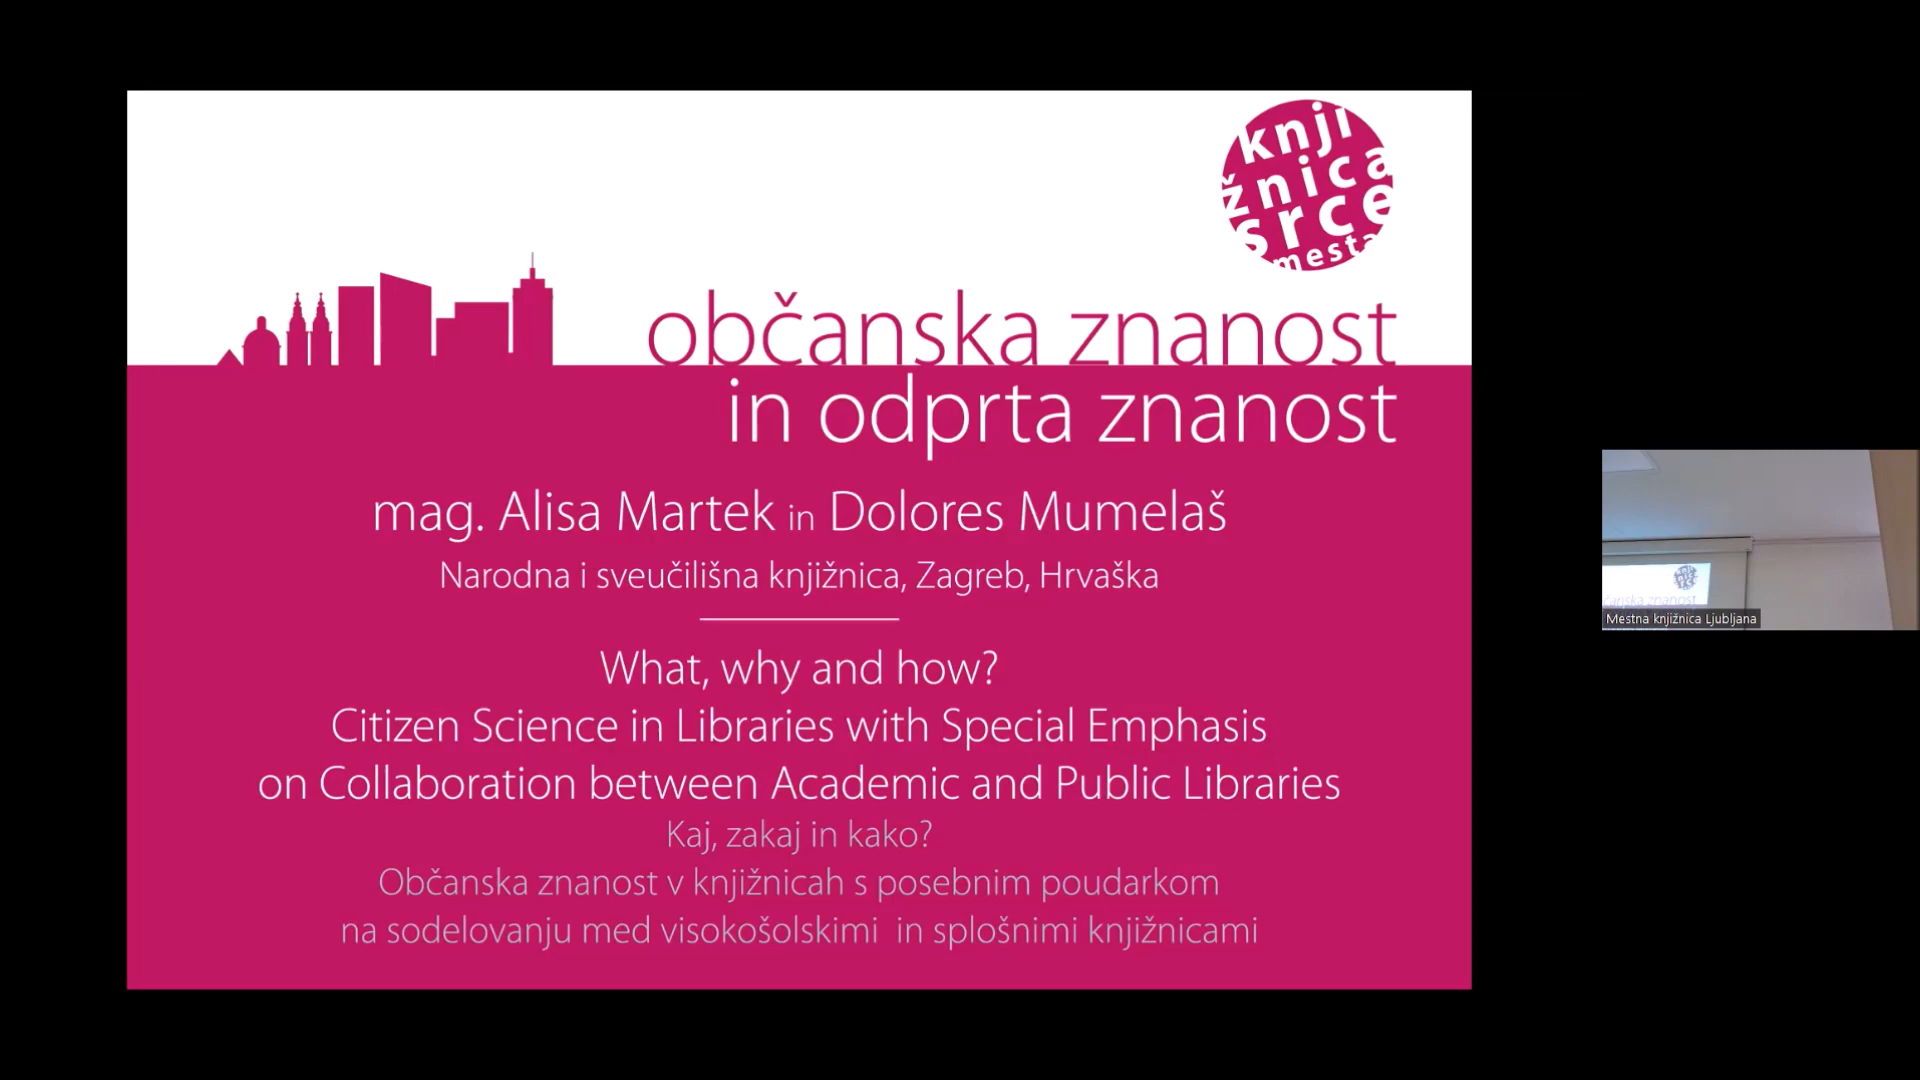 knji
žnica
srce
mesta
občanska znanost
in odprta znanost
mag. Alisa Martek in Dolores Mumelaš
Narodna i sveučilišna knjižnica, Zagreb, Hrvaška
What, why and how?
Citizen Science in Libraries with Special Emphasis
on Collaboration between Academic and Public Libraries
Kaj, zakaj in kako?
Občanska znanost v knjižnicah s posebnim poudarkom
na sodelovanju med visokošolskimi in splošnimi knjižnicami
čanska znanost
Mestna knjižnica Ljubljana